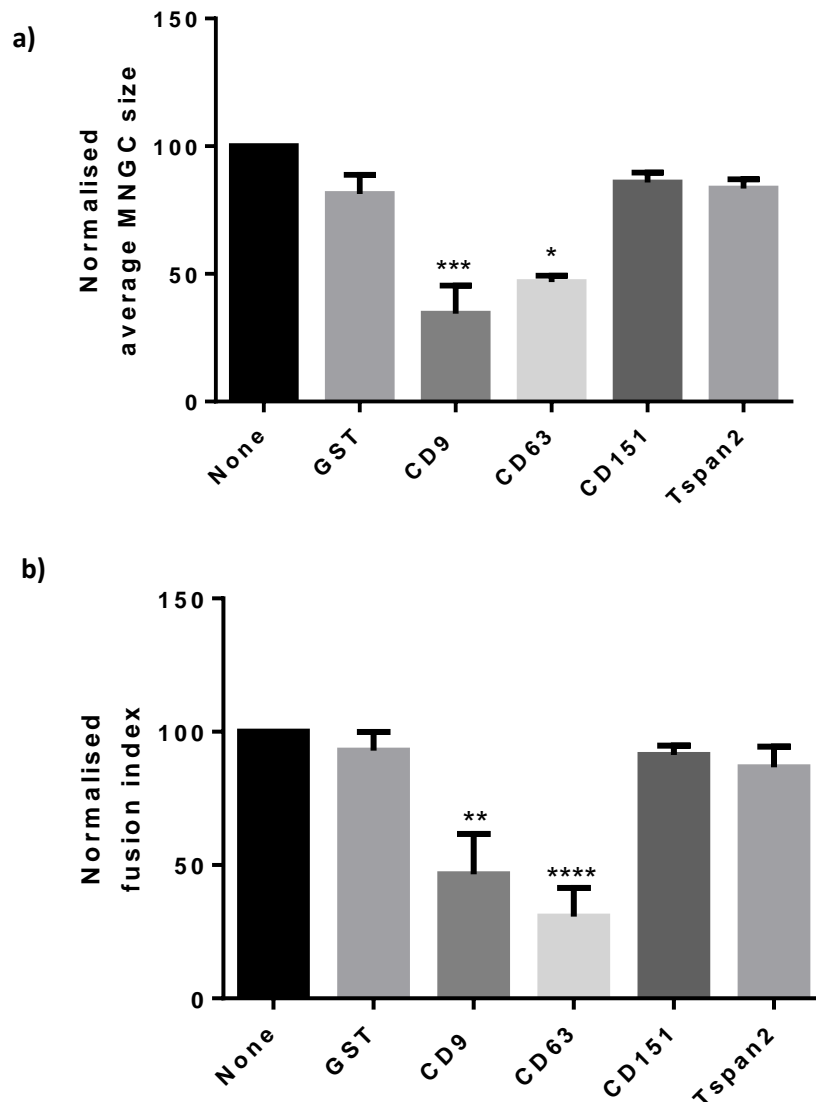 a)
Normalised
average MNGC size
150
100
50
0
***
*
None
GST
CD9
CD63
CD151
Tspan2
b)
Normalised
fusion index
150
100
50
0
**
****
None
GST
CD9
CD63
CD151
Tspan2